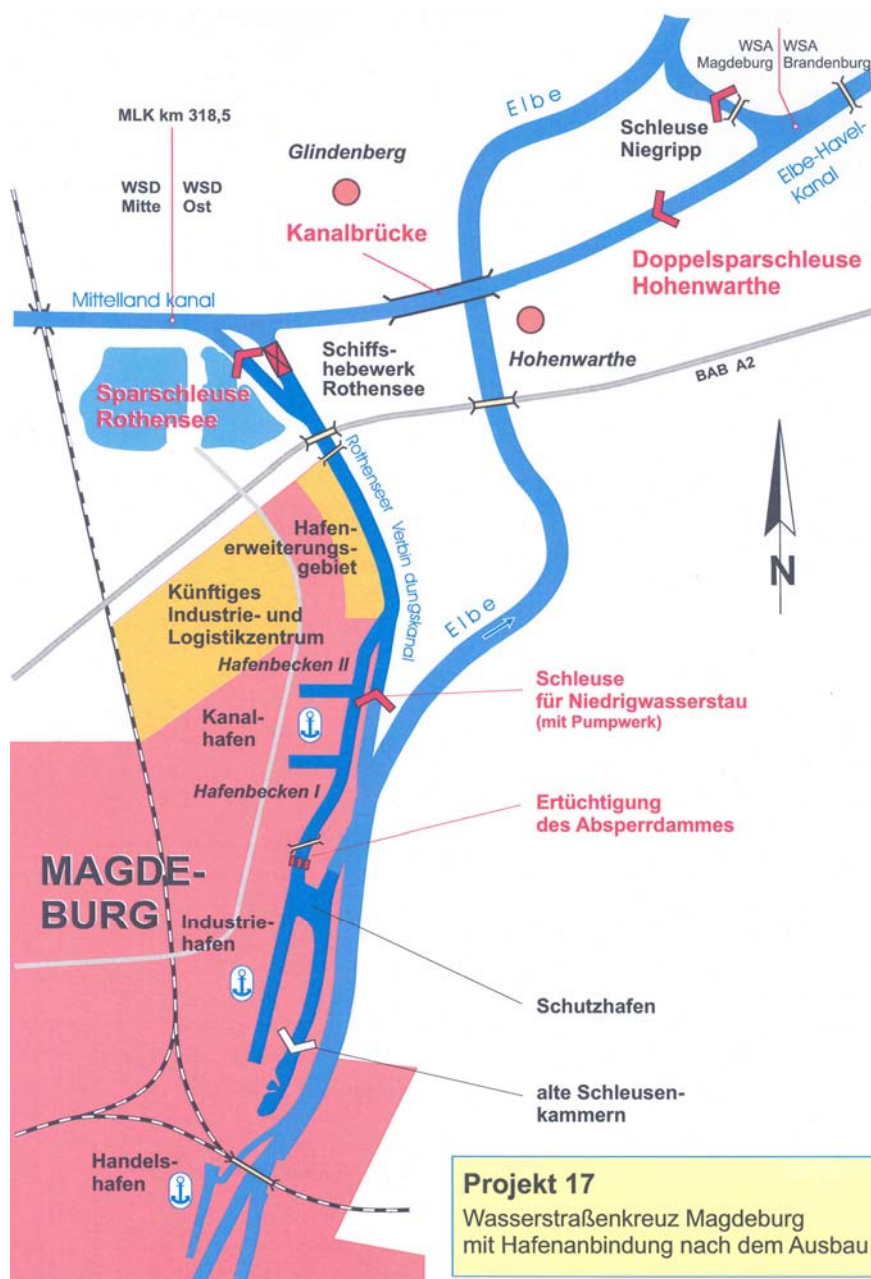 WSA
Magdeburg
WSA
Brandenburg
Elbe
MLK km 318,5
Schleuse
Niegripp
Glindenberg
Elbe-Havel-
Kanal
WSD
Mitte
WSD
Ost
Kanalbrücke
Doppelsparschleuse
Hohenwarthe
Mittelland kanal
Schiffs-
hebewerk
Rothensee
Hohenwarthe
BAB A2
Sparschleuse
Rothensee
Rothenseer Verbin dungskanal
Hafen-
erweiterungs-
gebiet
N
Künftiges
Industrie- und
Logistikzentrum
Elbe
Hafenbecken II
Schleuse
für Niedrigwasserstau
(mit Pumpwerk)
Kanal-
hafen
Hafenbecken I
Ertüchtigung
des Absperrdammes
MAGDE-
BURG
Industrie-
hafen
Schutzhafen
alte Schleusen-
kammern
Handels-
hafen
Projekt 17
Wasserstraßenkreuz Magdeburg
mit Hafenanbindung nach dem Ausbau